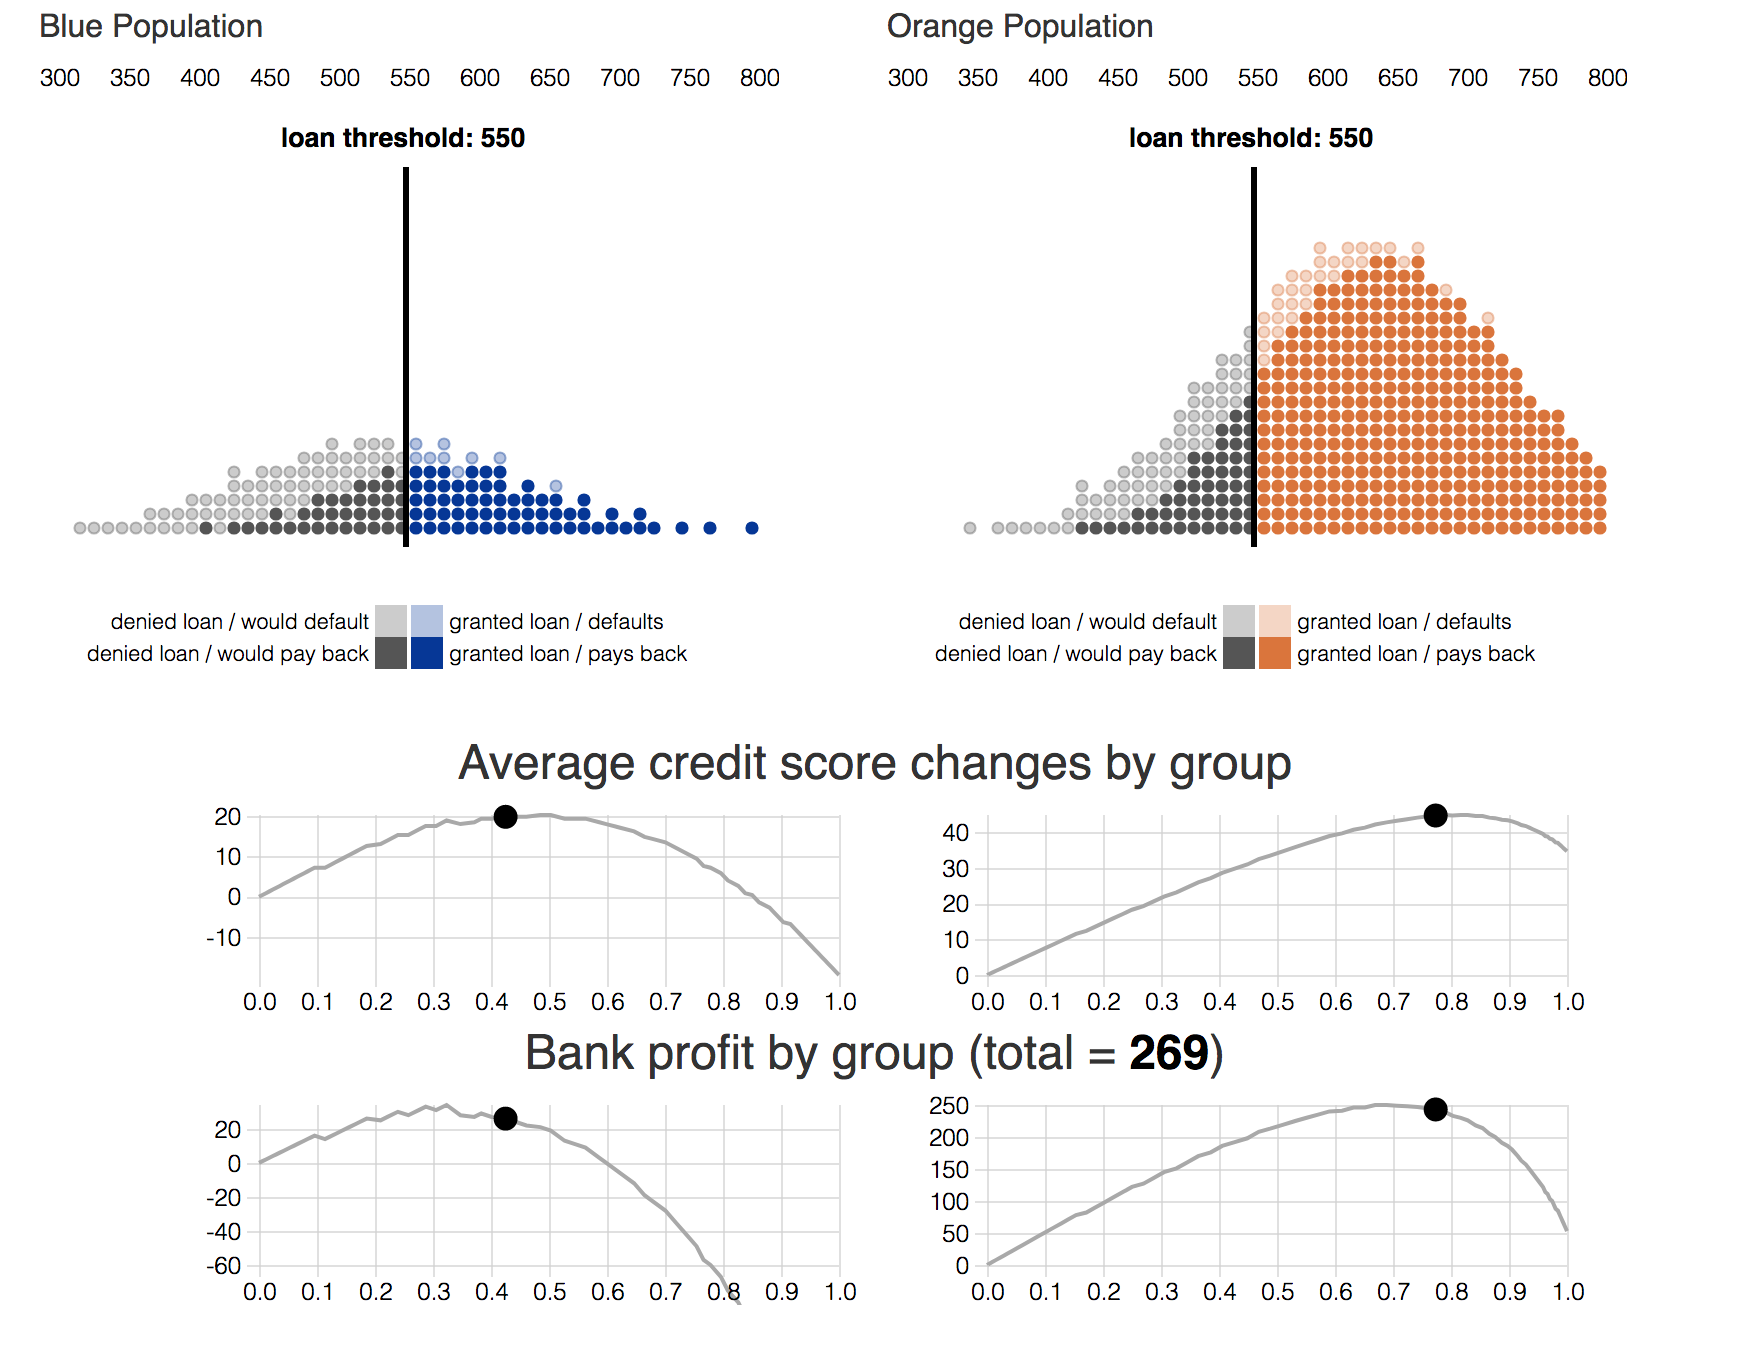 Blue Population
300 350 400 450 500 550 600 650 700 750 800
loan threshold: 550
denied loan / would default
granted loan / defaults
denied loan / would pay back
granted loan / pays back
Orange Population
300 350 400 450 500 550 600 650 700 750 800
loan threshold: 550
denied loan / would default
granted loan / defaults
denied loan / would pay back
granted loan / pays back
Average credit score changes by group
20
10
0
-10
0.0 0.1 0.2 0.3 0.4 0.5 0.6 0.7 0.8 0.9 1.0
40
30
20
10
0
0.0 0.1 0.2 0.3 0.4 0.5 0.6 0.7 0.8 0.9 1.0
Bank profit by group (total = 269)
20
0
-20
-40
-60
0.0 0.1 0.2 0.3 0.4 0.5 0.6 0.7 0.8 0.9 1.0
250
200
150
100
50
0
0.0 0.1 0.2 0.3 0.4 0.5 0.6 0.7 0.8 0.9 1.0